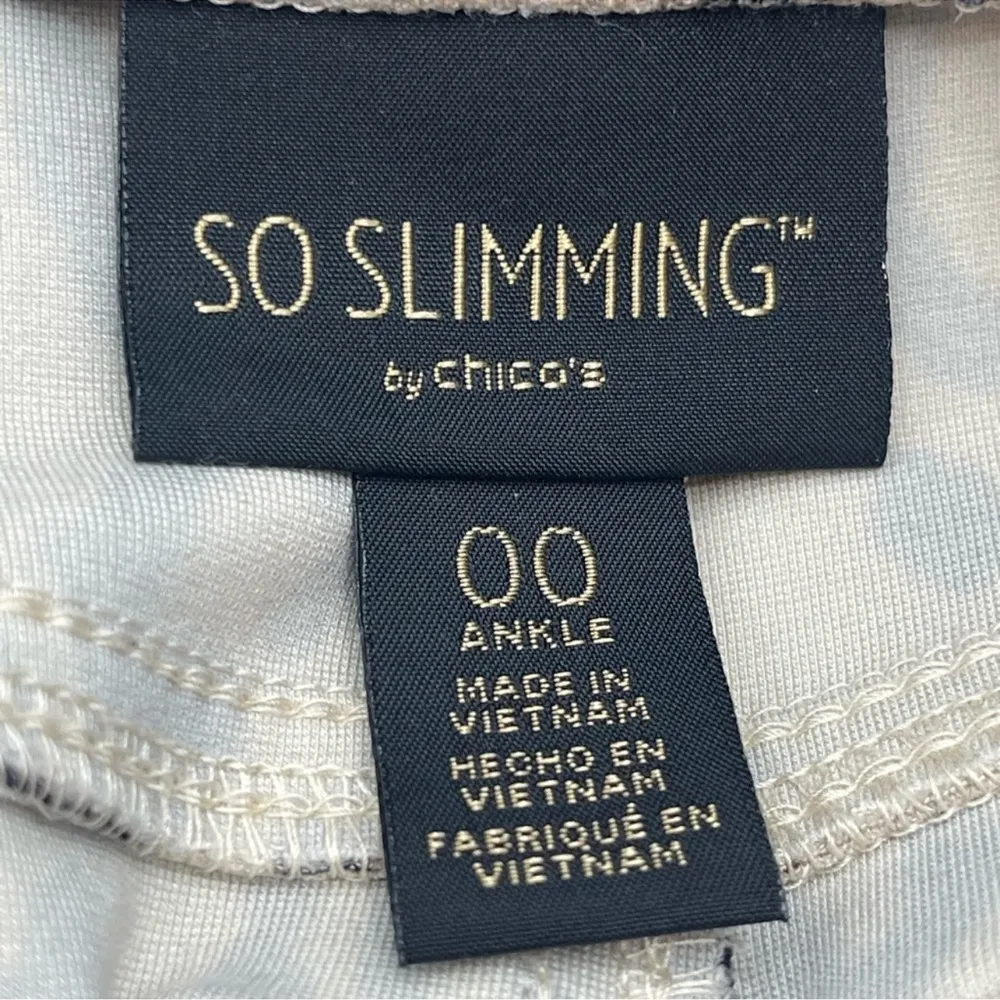 SO SLIMMING™
by chico's
00
ANKLE
MADE IN
VIETNAM
HECHO EN
VIETNAM
FABRIQUÉ EN
VIETNAM